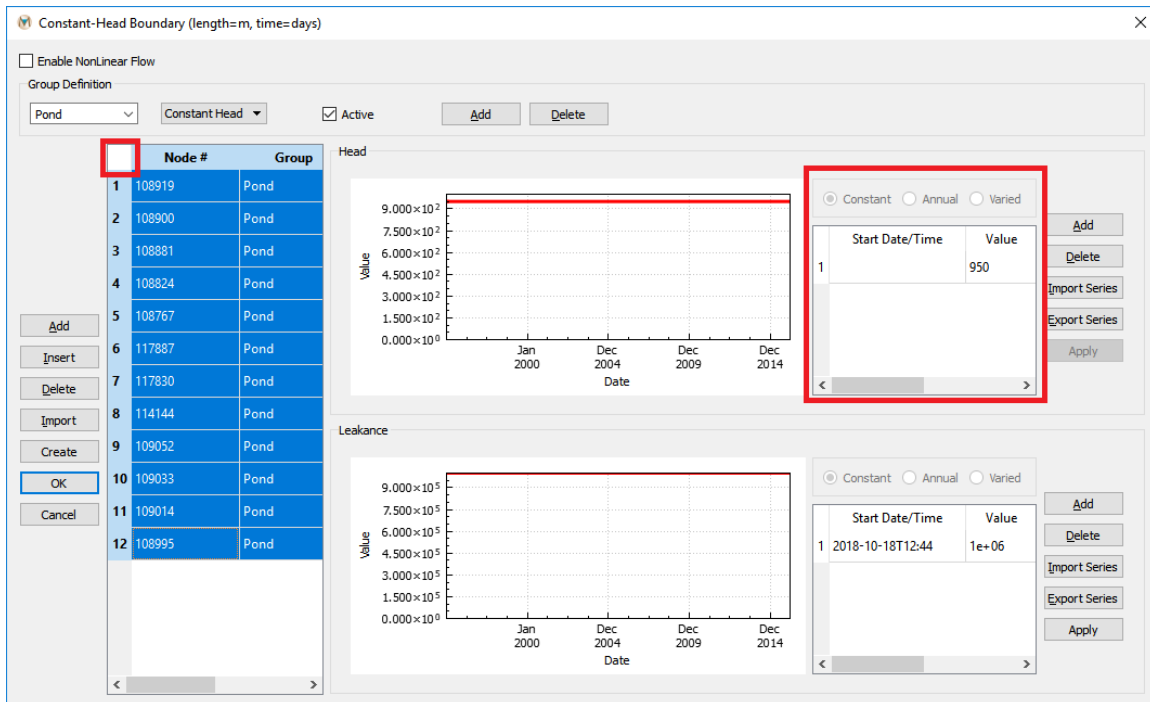 Constant-Head Boundary (length=m, time=days)
Enable NonLinear Flow
Group Definition
Pond Constant Head Active Add Delete
Node # Group
1 108919 Pond
2 108900 Pond
3 108881 Pond
4 108824 Pond
5 108767 Pond
6 117887 Pond
7 117830 Pond
8 114144 Pond
9 109052 Pond
10 109033 Pond
11 109014 Pond
12 108995 Pond
Add
Insert
Delete
Import
Create
OK
Cancel
Head
9.000×10²
7.500×10²
6.000×10²
4.500×10²
3.000×10²
1.500×10²
0.000×10⁰
Value
Jan 2000
Dec 2004
Dec 2009
Dec 2014
Date
Constant Annual Varied
Start Date/Time Value
1 950
Add
Delete
Import Series
Export Series
Apply
Leakance
9.000×10⁵
7.500×10⁵
6.000×10⁵
4.500×10⁵
3.000×10⁵
1.500×10⁵
0.000×10⁰
Value
Jan 2000
Dec 2004
Dec 2009
Dec 2014
Date
Constant Annual Varied
Start Date/Time Value
1 2018-10-18T12:44 1e+06
Add
Delete
Import Series
Export Series
Apply